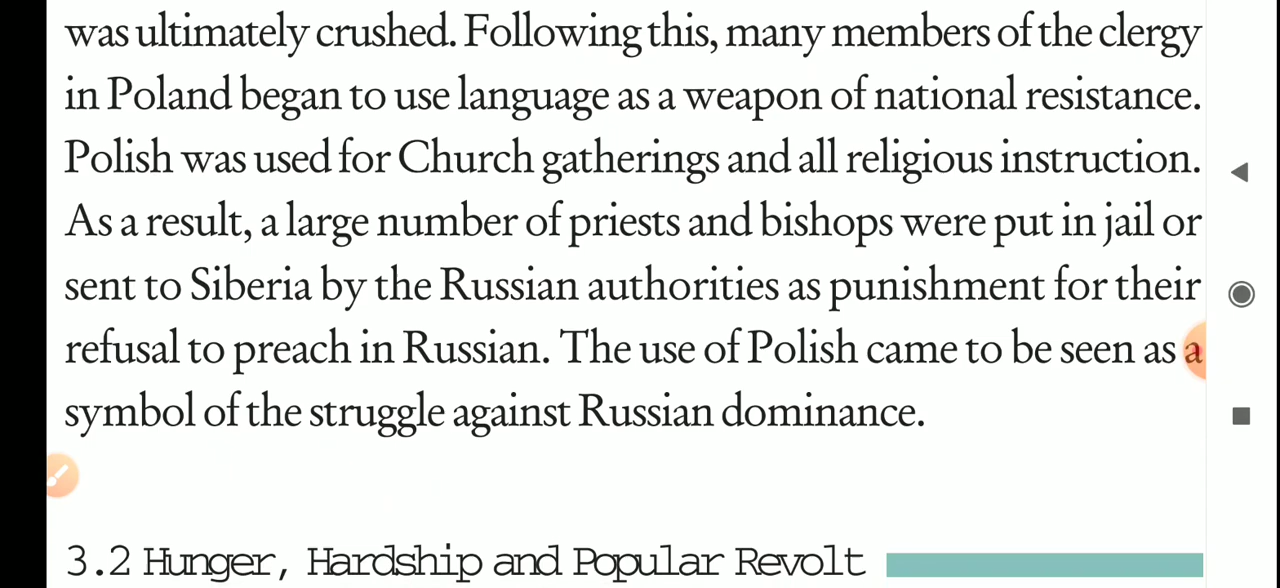 was ultimately crushed. Following this, many members of the clergy
in Poland began to use language as a weapon of national resistance.
Polish was used for Church gatherings and all religious instruction.
As a result, a large number of priests and bishops were put in jail or
sent to Siberia by the Russian authorities as punishment for their
refusal to preach in Russian. The use of Polish came to be seen as a
symbol of the struggle against Russian dominance.
3.2 Hunger, Hardship and Popular Revolt